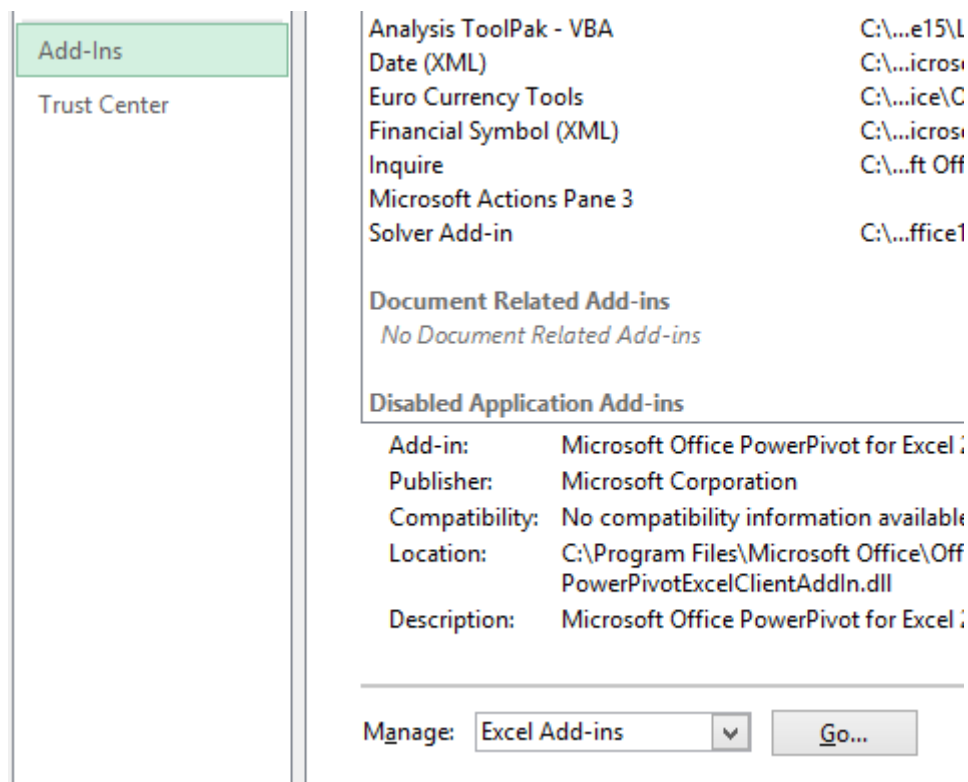 Add-Ins
Trust Center
Analysis ToolPak - VBA C:\...e15\L
Date (XML) C:\...icros
Euro Currency Tools C:\...ice\O
Financial Symbol (XML) C:\...icros
Inquire C:\...ft Off
Microsoft Actions Pane 3
Solver Add-in C:\...ffice1
Document Related Add-ins
No Document Related Add-ins
Disabled Application Add-ins
Add-in: Microsoft Office PowerPivot for Excel 2
Publisher: Microsoft Corporation
Compatibility: No compatibility information available
Location: C:\Program Files\Microsoft Office\Off
PowerPivotExcelClientAddIn.dll
Description: Microsoft Office PowerPivot for Excel 2
Manage: Excel Add-ins Go...